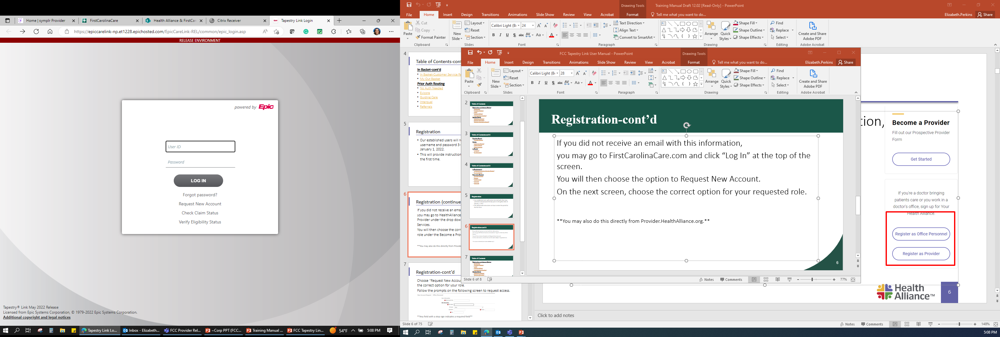 Home | symplr Provider
FirstCarolinaCare
Health Alliance & FirstCar
Citrix Receiver
Tapestry Link Login
https://epiccarelink-np.et1228.epichosted.com/EpicCareLink-REL/common/epic_login.asp
RELEASE ENVIRONMENT
powered by Epic
User ID
Password
LOG IN
Forgot password?
Request New Account
Check Claim Status
Verify Eligibility Status
Tapestry® Link May 2022 Release
Licensed from Epic Systems Corporation, © 1979-2022 Epic Systems Corporation.
Additional copyright and legal notices
Tapestry Link Lo...
Inbox - Elizabeth...
FCC Provider Rel...
~Corp PPT (FCC...
Training Manual ...
FCC Tapestry Lin...
54°F
5:08 PM
Drawing Tools
Training Manual Draft 12.02 [Read-Only] - PowerPoint
File
Home
Insert
Design
Transitions
Animations
Slide Show
Review
View
Acrobat
Format
Tell me what you want to do...
Elizabeth.Perkins
Share
Paste
Cut
Copy
Format Painter
Clipboard
New
Slide
Layout
Reset
Section
Slides
Calibri Light (B
24
Font
Text Direction
Align Text
Convert to SmartArt
Paragraph
Arrange
Quick
Styles
Shape Fill
Shape Outline
Shape Effects
Drawing
Find
Replace
Select
Editing
Create and Share
Adobe PDF
Adobe Acrobat
4
Table of Contents-cont
In Basket-cont'd
In Basket-Customer Service Re
My Out Basket
Prior Auth Routing
No Auth Needed
Evicore
Guiding Care
Interqual
Referrals
5
Registration
• Our established users will re
username and password 3-
January 1, 2022.
• This will provide instruction
the first time.
6
Registration (continue
If you did not receive an ema
you may go to HealthAlliance
Provider under the drop dow
Services.
You will then choose the corr
role under the Become a Pro
**You may also do this directly from Provide
7
Registration-cont'd
Choose "Request New Accou
the correct option for your role.
Follow the prompts on the following screen to request access.
**Any field with a stop sign indicates a required field**
Slide 6 of 75
FCC Tapestry Link User Manual - PowerPoint
Drawing Tools
File
Home
Insert
Design
Transitions
Animations
Slide Show
Review
View
Acrobat
Format
Tell me what you want to do...
Elizabeth.Perkins
Share
Paste
Clipboard
New
Slide
Layout
Reset
Section
Slides
Calibri Light (B
28
Font
Paragraph
Arrange
Quick
Styles
Shape Fill
Shape Outline
Shape Effects
Drawing
Find
Replace
Select
Editing
Create and Share
Adobe PDF
Adobe Acrobat
2
Table of Contents
3
4
5
Registration
6
Registration-cont'd
7
Table of Contents
Registration-cont’d
If you did not receive an email with this information,
you may go to FirstCarolinaCare.com and click “Log In” at the top of the
screen.
You will then choose the option to Request New Account.
On the next screen, choose the correct option for your requested role.
**You may also do this directly from Provider.HealthAlliance.org.**
6
Slide 6 of 8
Notes
Comments
77%
tion,
Become a Provider
Fill out our Prospective Provider
Form
Get Started
If you're a doctor bringing
patients care or you work in a
doctor's office, sign up for Your
Health Alliance.
Register as Office Personnel
Register as Provider
Health
Alliance™
6
Click to add notes
Notes
Comments
148%
5:08 PM